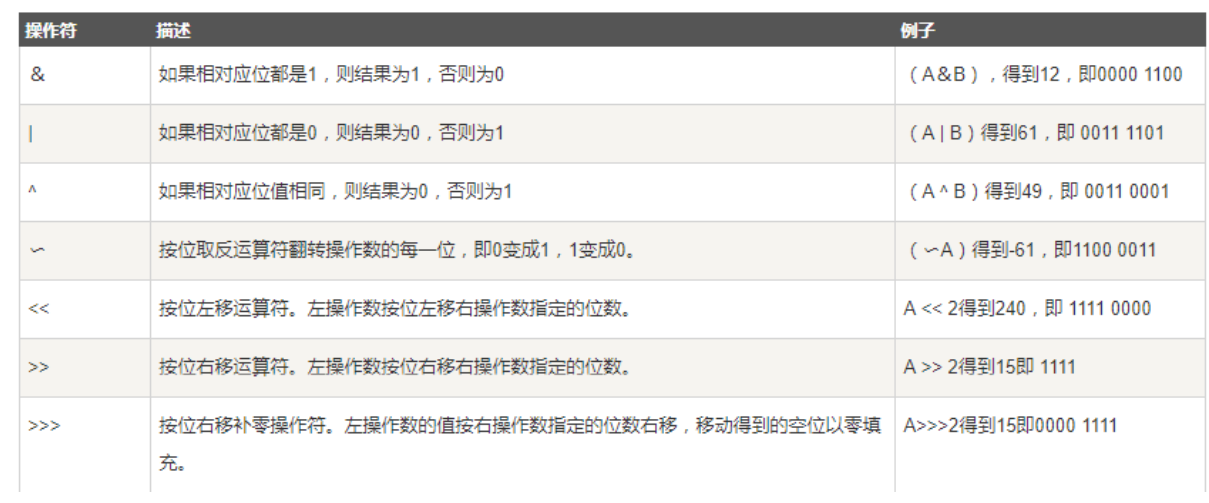 操作符 描述 例子
& 如果相对应位都是1，则结果为1，否则为0 （A&B），得到12，即0000 1100
| 如果相对应位都是0，则结果为0，否则为1 （A | B）得到61，即 0011 1101
^ 如果相对应位值相同，则结果为0，否则为1 （A ^ B）得到49，即 0011 0001
〜 按位取反运算符翻转操作数的每一位，即0变成1，1变成0。 （〜A）得到-61，即1100 0011
<< 按位左移运算符。左操作数按位左移右操作数指定的位数。 A << 2得到240，即 1111 0000
>> 按位右移运算符。左操作数按位右移右操作数指定的位数。 A >> 2得到15即 1111
>>> 按位右移补零操作符。左操作数的值按右操作数指定的位数右移，移动得到的空位以零填 A>>>2得到15即0000 1111
充。